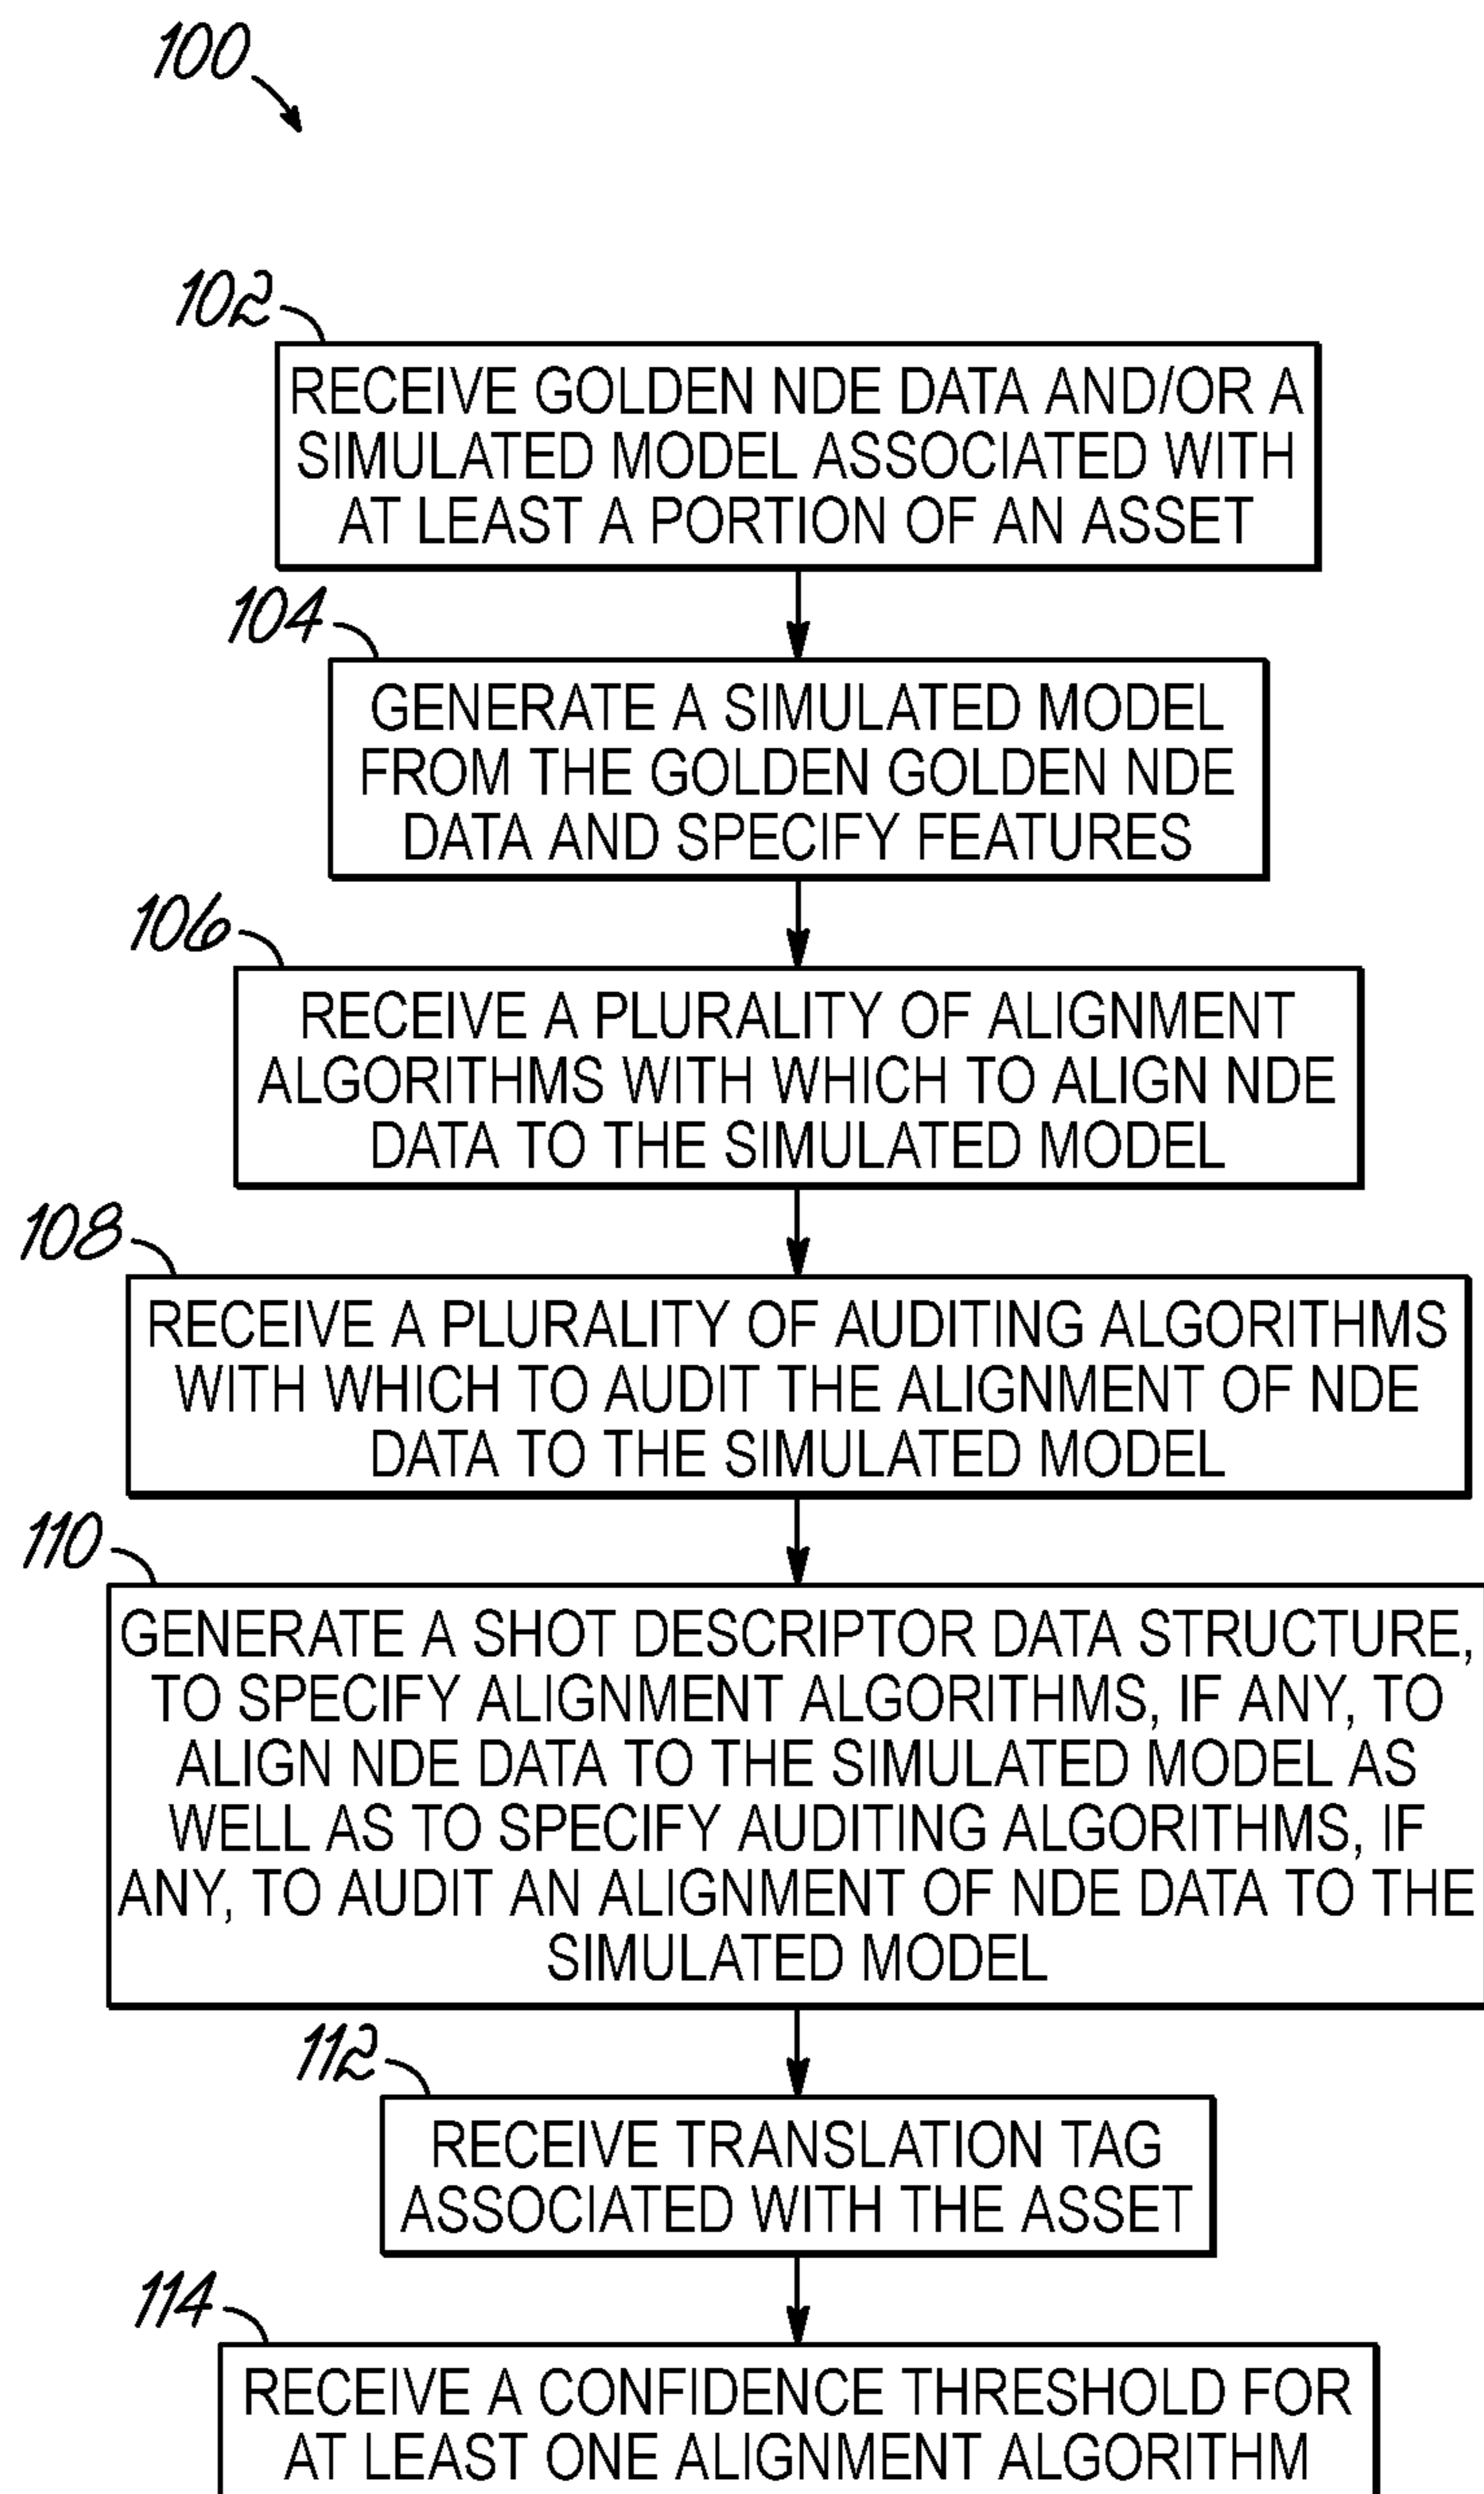 100
102
RECEIVE GOLDEN NDE DATA AND/OR A
SIMULATED MODEL ASSOCIATED WITH
AT LEAST A PORTION OF AN ASSET
104
GENERATE A SIMULATED MODEL
FROM THE GOLDEN GOLDEN NDE
DATA AND SPECIFY FEATURES
106
RECEIVE A PLURALITY OF ALIGNMENT
ALGORITHMS WITH WHICH TO ALIGN NDE
DATA TO THE SIMULATED MODEL
108
RECEIVE A PLURALITY OF AUDITING ALGORITHMS
WITH WHICH TO AUDIT THE ALIGNMENT OF NDE
DATA TO THE SIMULATED MODEL
110
GENERATE A SHOT DESCRIPTOR DATA STRUCTURE,
TO SPECIFY ALIGNMENT ALGORITHMS, IF ANY, TO
ALIGN NDE DATA TO THE SIMULATED MODEL AS
WELL AS TO SPECIFY AUDITING ALGORITHMS, IF
ANY, TO AUDIT AN ALIGNMENT OF NDE DATA TO THE
SIMULATED MODEL
112
RECEIVE TRANSLATION TAG
ASSOCIATED WITH THE ASSET
114
RECEIVE A CONFIDENCE THRESHOLD FOR
AT LEAST ONE ALIGNMENT ALGORITHM